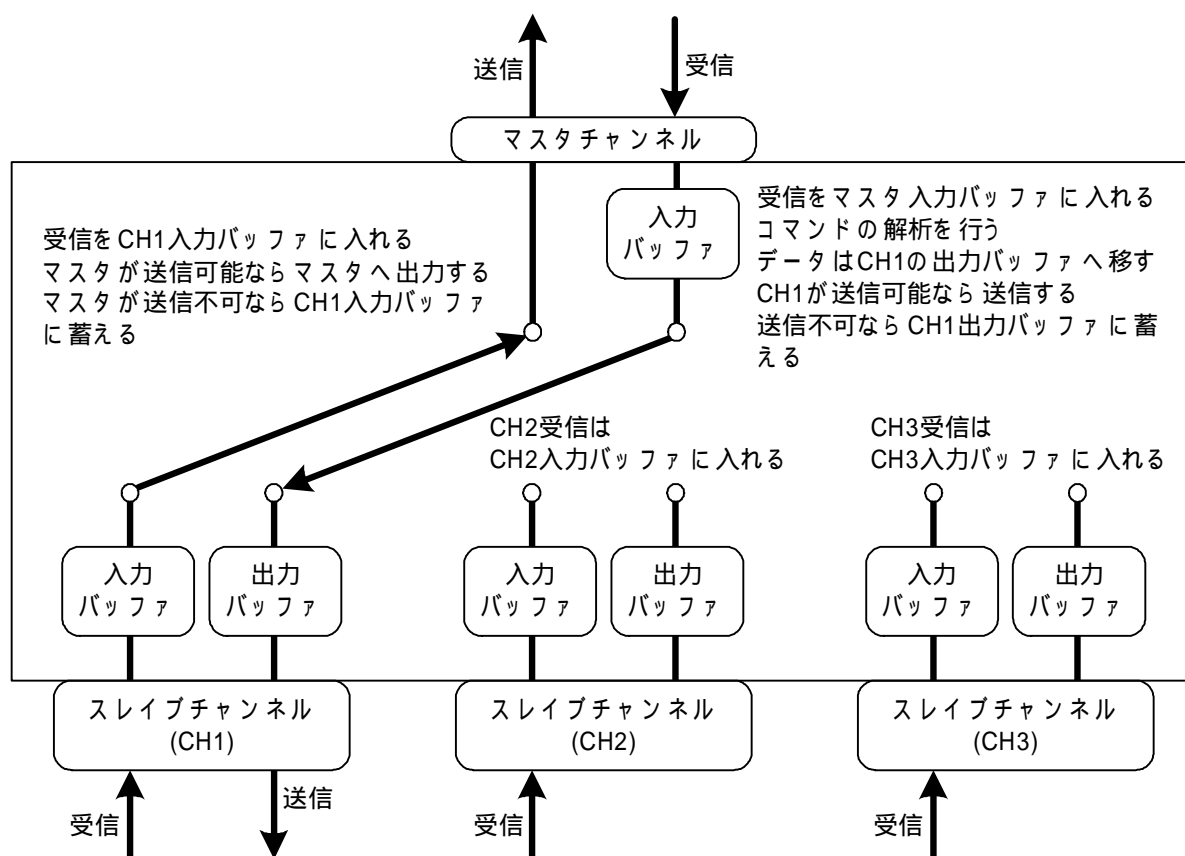 送信
受信
マスタチャンネル
受信をCH1入力バッファに入れる
マスタが送信可能ならマスタへ出力する
マスタが送信不可ならCH1入力バッファ
に蓄える
入力
バッファ
受信をマスタ入力バッファに入れる
コマンドの解析を行う
データはCH1の出力バッファへ移す
CH1が送信可能なら送信する
送信不可ならCH1出力バッファに蓄
える
CH2受信は
CH2入力バッファに入れる
CH3受信は
CH3入力バッファに入れる
入力
バッファ
出力
バッファ
入力
バッファ
出力
バッファ
入力
バッファ
出力
バッファ
スレイブチャンネル
(CH1)
スレイブチャンネル
(CH2)
スレイブチャンネル
(CH3)
受信
送信
受信
受信